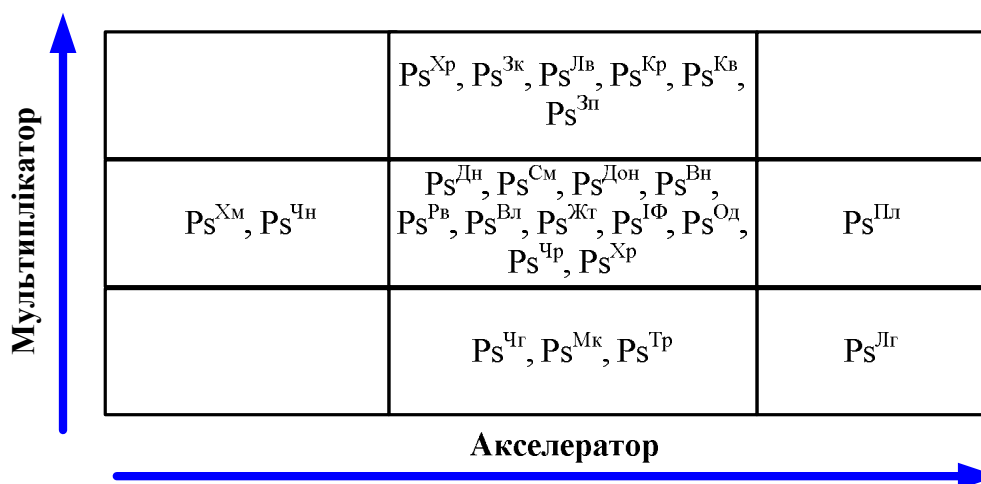 Мультиплікатор
Ps^Хр, Ps^Зк, Ps^Лв, Ps^Кр, Ps^Кв,
Ps^Зп
Ps^Хм, Ps^Чн
Ps^Дн, Ps^См, Ps^Дон, Ps^Вн,
Ps^Рв, Ps^Вл, Ps^Жт, Ps^ІФ, Ps^Од,
Ps^Чр, Ps^Хр
Ps^Пл
Ps^Чг, Ps^Мк, Ps^Тр
Ps^Лг
Акселератор